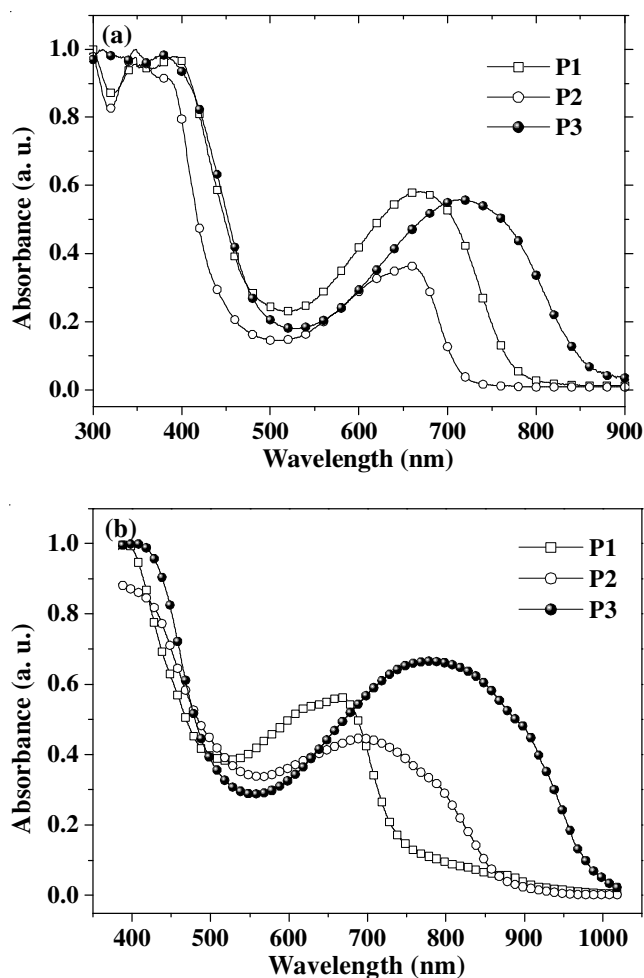 (a)
P1
P2
P3
1.0
0.8
0.6
0.4
0.2
0.0
Absorbance (a. u.)
300 400 500 600 700 800 900
Wavelength (nm)
(b)
P1
P2
P3
1.0
0.8
0.6
0.4
0.2
0.0
Absorbance (a. u.)
400 500 600 700 800 900 1000
Wavelength (nm)